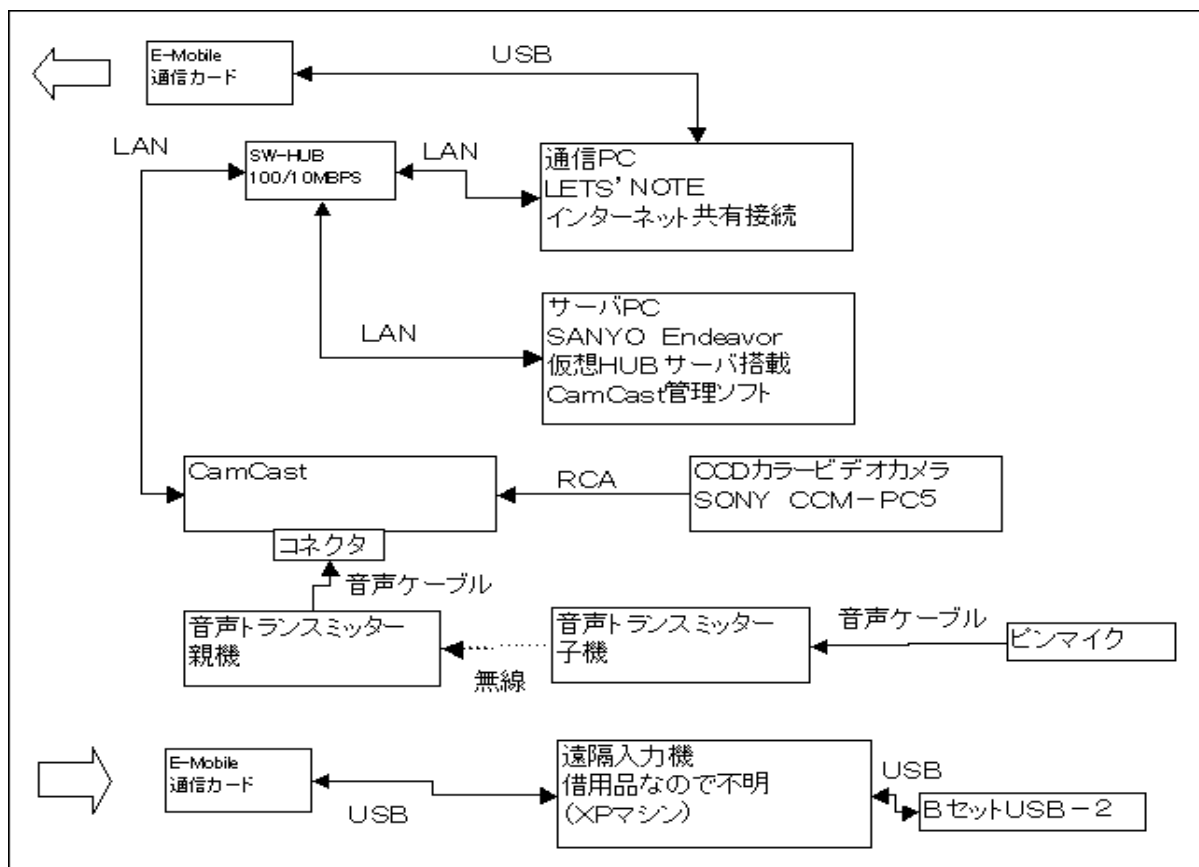 E-Mobile
通信カード
USB
LAN
SW-HUB
100/10MBPS
LAN
通信PC
LETS' NOTE
インターネット共有接続
LAN
サーバPC
SANYO Endeavor
仮想HUBサーバ搭載
CamCast管理ソフト
CamCast
RCA
CCDカラービデオカメラ
SONY CCM-PC5
コネクタ
音声ケーブル
音声トランスミッター
親機
無線
音声トランスミッター
子機
音声ケーブル
ピンマイク
E-Mobile
通信カード
USB
遠隔入力機
借用品なので不明
(XPマシン)
USB
BセットUSB-2